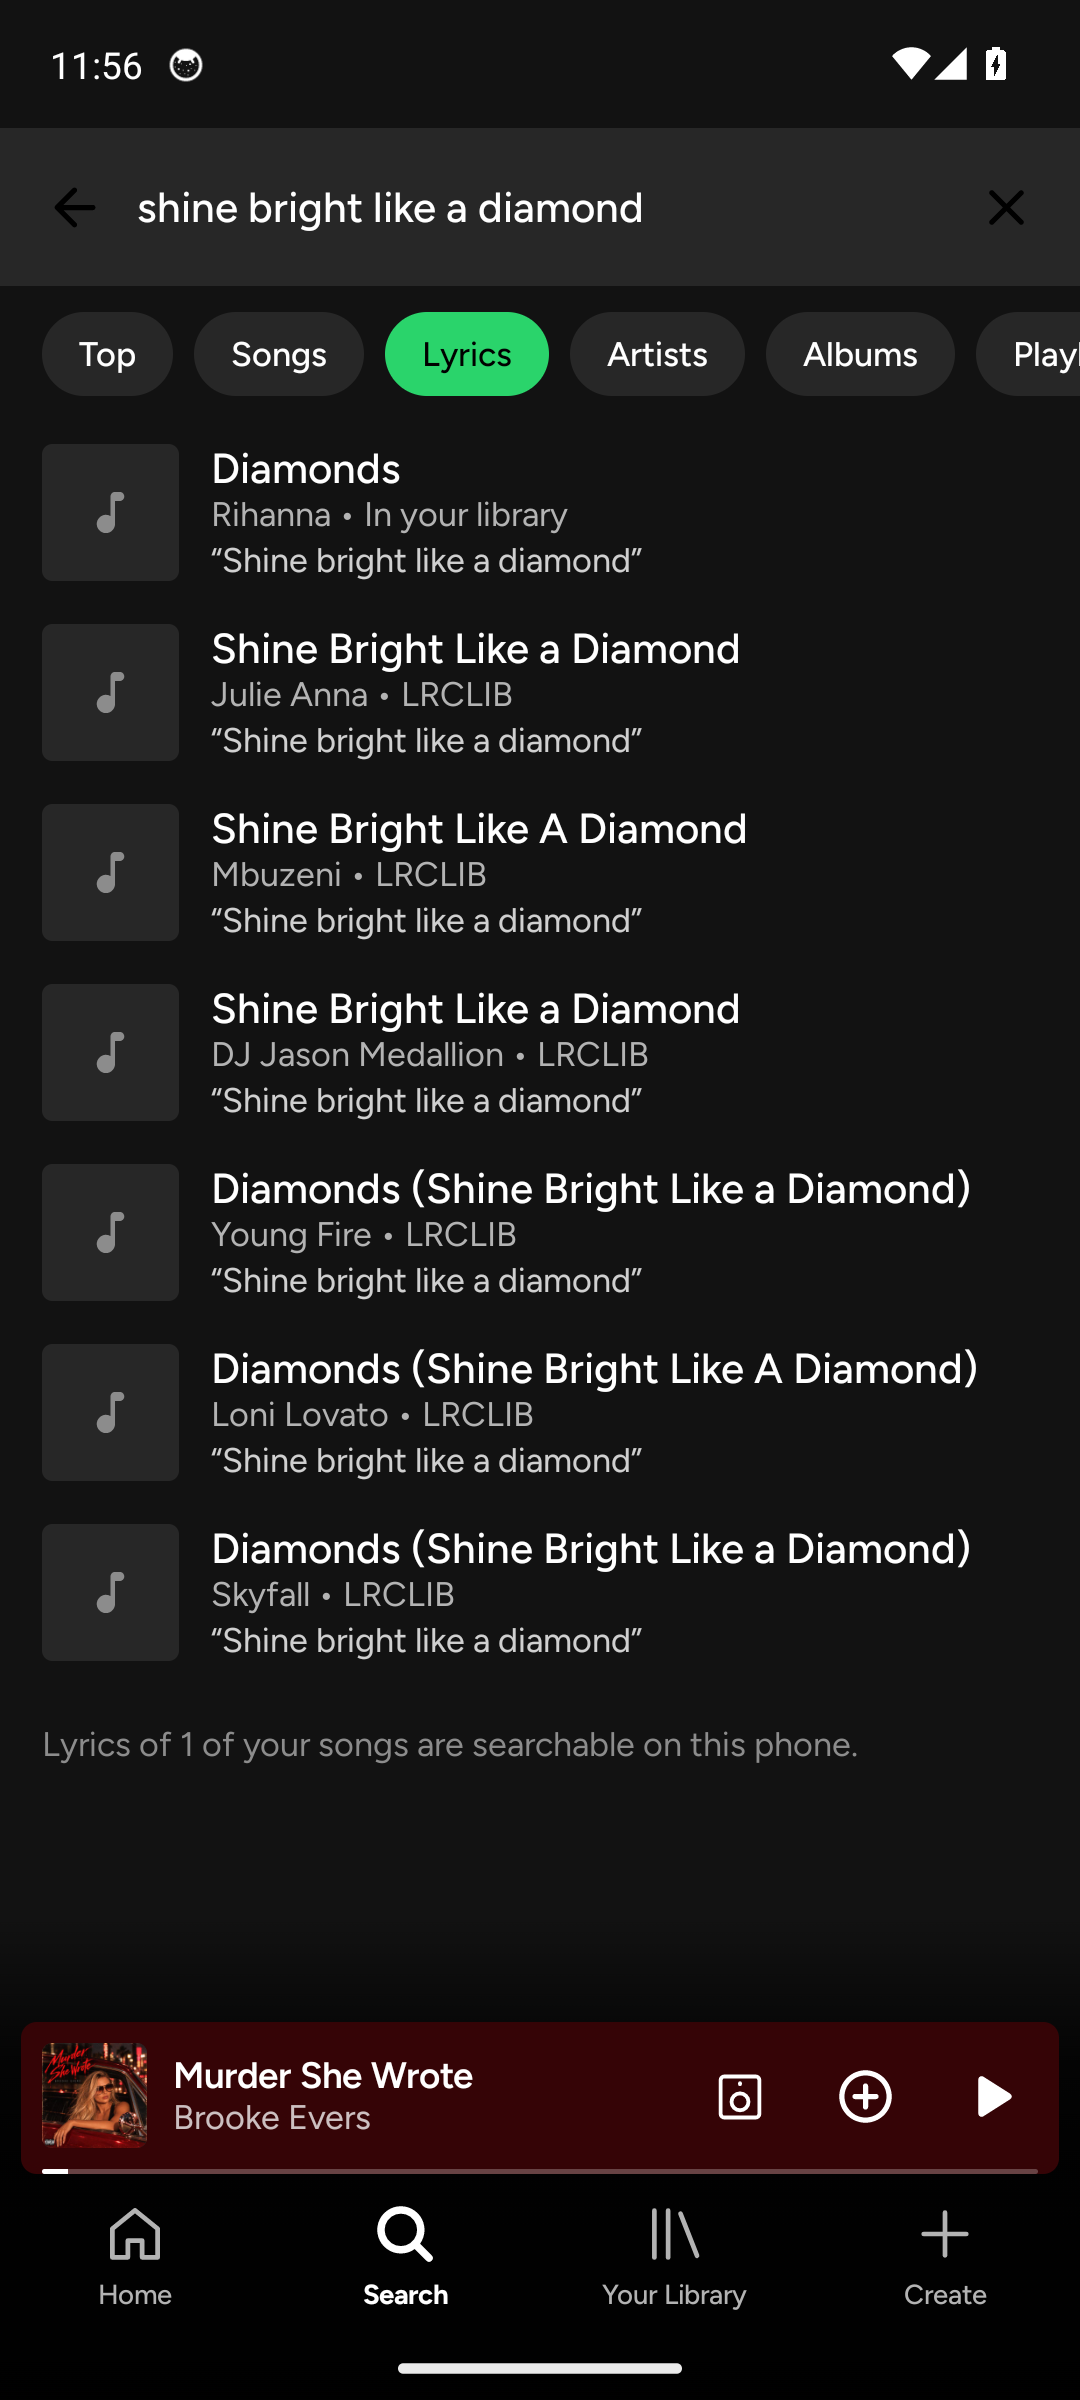 11:56
shine bright like a diamond
Top
Songs
Lyrics
Artists
Albums
Diamonds
Rihanna • In your library
“Shine bright like a diamond”
Shine Bright Like a Diamond
Julie Anna • LRCLIB
“Shine bright like a diamond”
Shine Bright Like A Diamond
Mbuzeni • LRCLIB
“Shine bright like a diamond”
Shine Bright Like a Diamond
DJ Jason Medallion • LRCLIB
“Shine bright like a diamond”
Diamonds (Shine Bright Like a Diamond)
Young Fire • LRCLIB
“Shine bright like a diamond”
Diamonds (Shine Bright Like A Diamond)
Loni Lovato • LRCLIB
“Shine bright like a diamond”
Diamonds (Shine Bright Like a Diamond)
Skyfall • LRCLIB
“Shine bright like a diamond”
Lyrics of 1 of your songs are searchable on this phone.
Murder She Wrote
Murder She Wrote
Brooke Evers
Home
Search
Your Library
Create